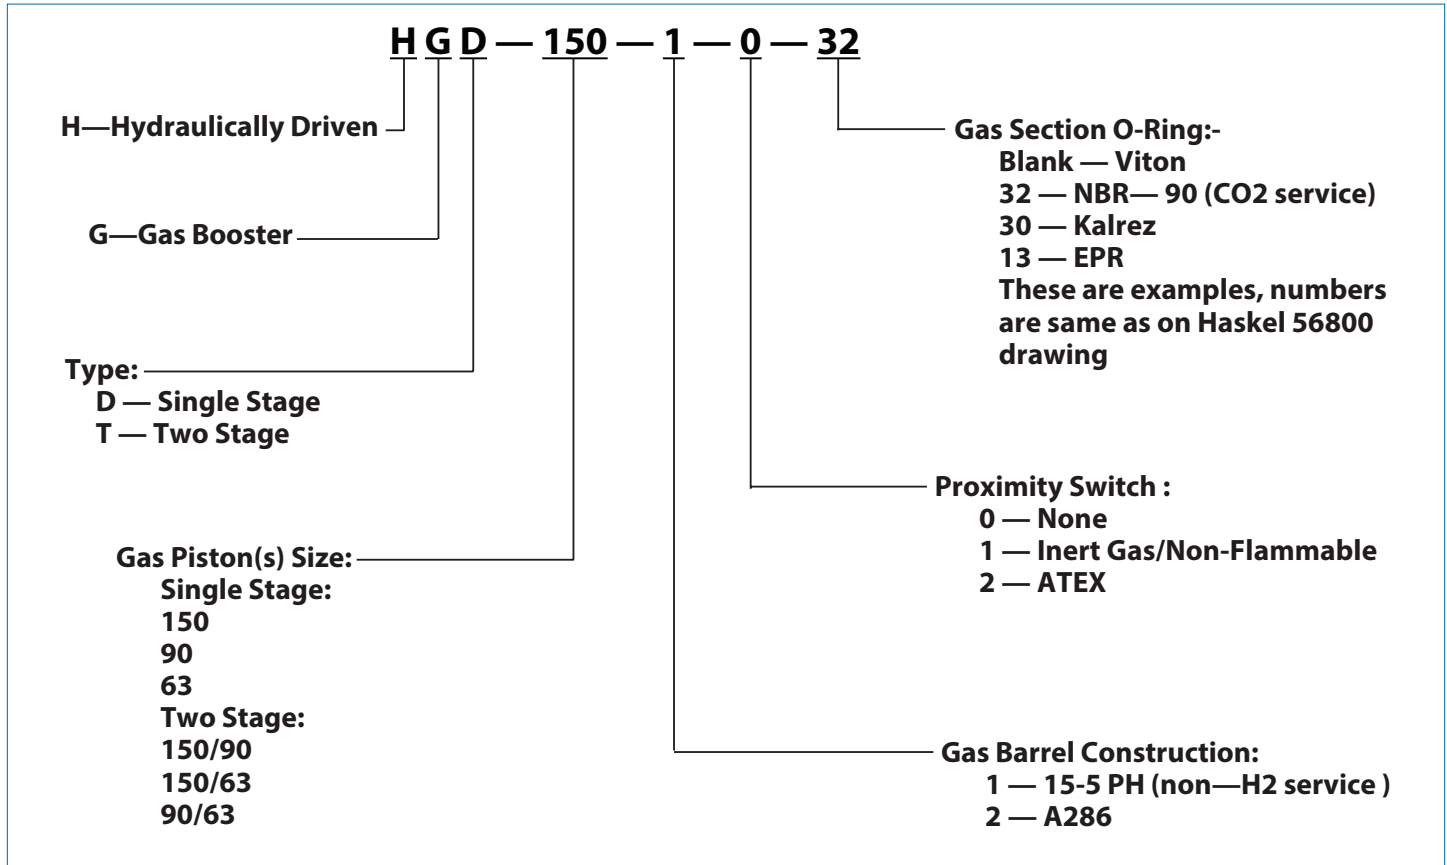 H G D — 150 — 1 — 0 — 32
H—Hydraulically Driven
G—Gas Booster
Type:
D — Single Stage
T — Two Stage
Gas Piston(s) Size:
Single Stage:
150
90
63
Two Stage:
150/90
150/63
90/63
Gas Section O-Ring:-
Blank — Viton
32 — NBR— 90 (CO2 service)
30 — Kalrez
13 — EPR
These are examples, numbers
are same as on Haskel 56800
drawing
Proximity Switch :
0 — None
1 — Inert Gas/Non-Flammable
2 — ATEX
Gas Barrel Construction:
1 — 15-5 PH (non—H2 service )
2 — A286